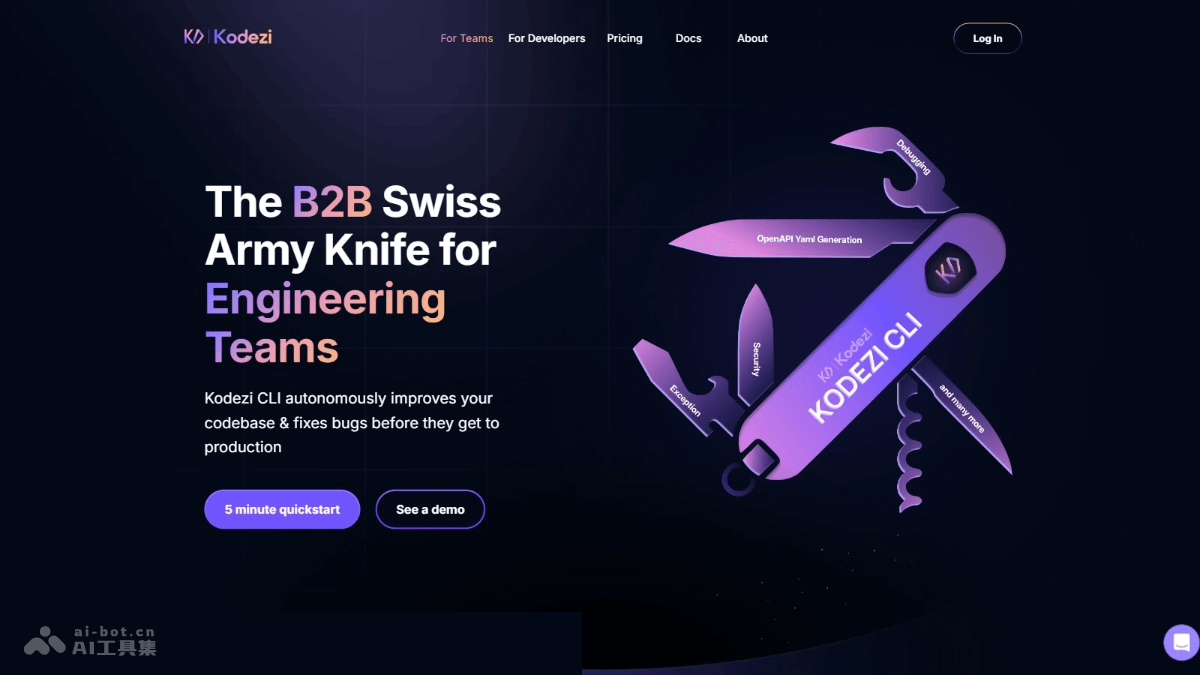 Kodezi
For Teams
For Developers
Pricing
Docs
About
Log In
The B2B Swiss
Army Knife for
Engineering
Teams
Kodezi CLI autonomously improves your
codebase & fixes bugs before they get to
production
5 minute quickstart
See a demo
Debugging
OpenAPI Yaml Generation
Security
Exception
Kodezi
KODEZI CLI
and many more
ai-bot.cn
AI工具集